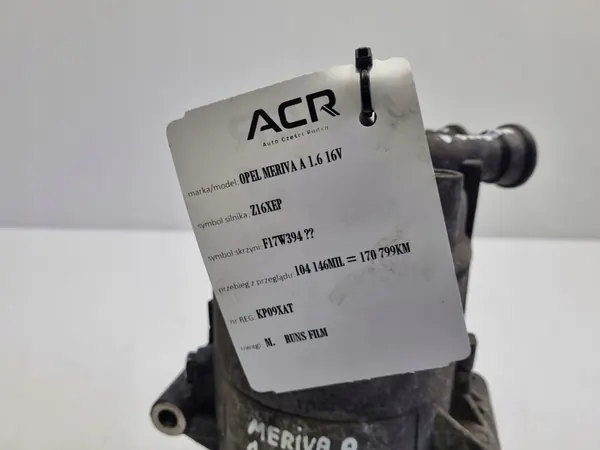 ACR
Auto Części Rudca
marka/model: OPEL MERIVA A 1.6 16V
symbol silnika: Z16XEP
symbol skrzyni: F17W394 ??
przebieg z przeglądu: 104 146MIL = 170 799KM
nr REG: KP09XAT
uwagi: M. RUNS FILM
MERIVA A